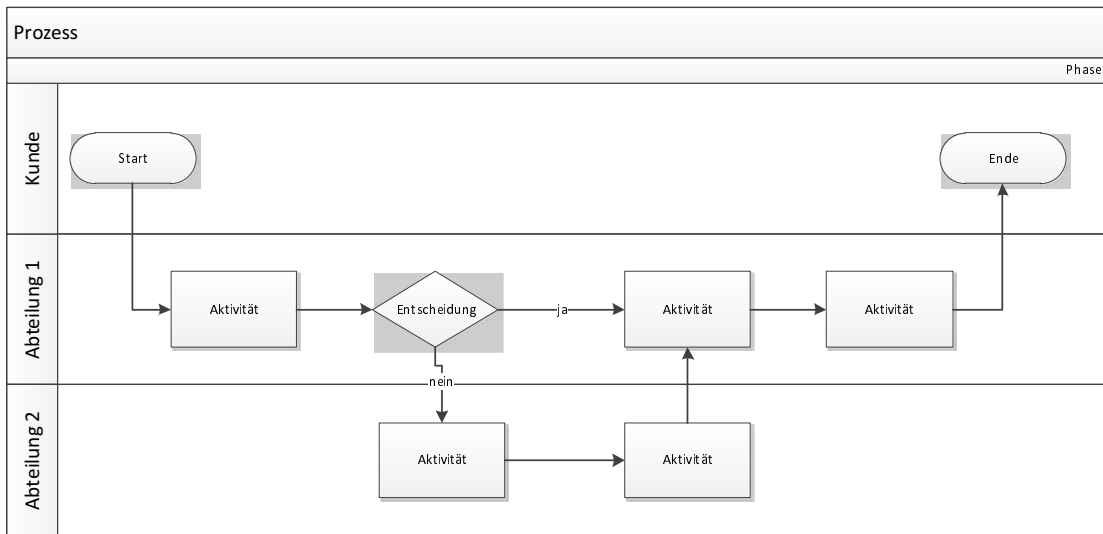 Prozess
Phase
Kunde
Start
Ende
Abteilung 1
Aktivität
Entscheidung
ja
Aktivität
Aktivität
nein
Abteilung 2
Aktivität
Aktivität